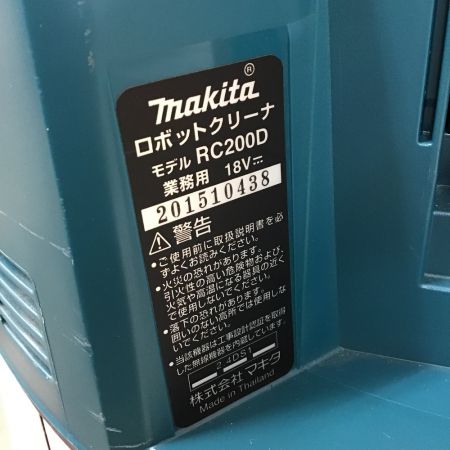 makita®
ロボットクリーナ
モデル RC200D
業務用 18V⎓
201510438
⚠警告
・ご使用前に取扱説明書を必
ずよくお読みください。
・火災の恐れがあります。
引火性の高い危険物および、
火気や高温になる器具の近く
で使用しないでください。
・落下の恐れがあります。
囲いのない高所では使用しな
いでください。
・当該機器は工事設計認証を取得
した無線機器を内蔵しています。
2.4DS1
株式会社 マキタ
Made in Thailand